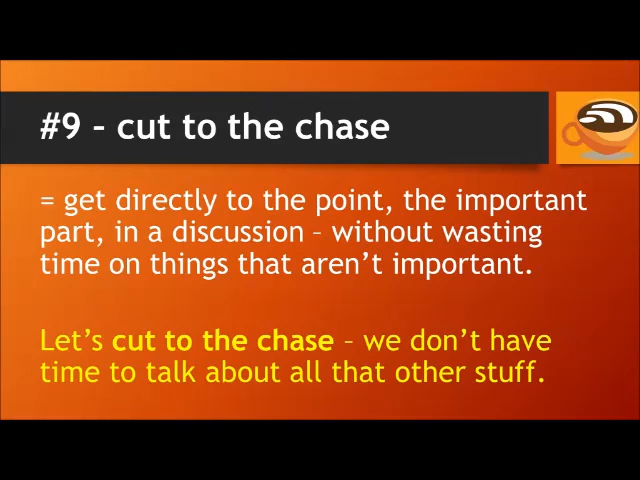 #9 – cut to the chase
= get directly to the point, the important
part, in a discussion – without wasting
time on things that aren’t important.
Let’s cut to the chase – we don’t have
time to talk about all that other stuff.